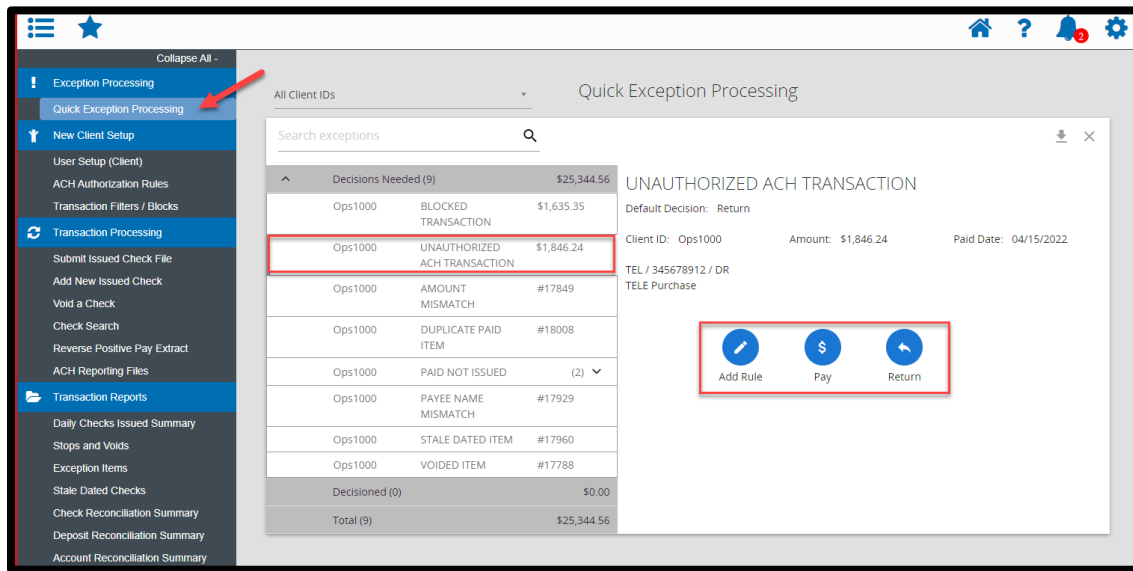 2
Collapse All -
Exception Processing
Quick Exception Processing
New Client Setup
User Setup (Client)
ACH Authorization Rules
Transaction Filters / Blocks
Transaction Processing
Submit Issued Check File
Add New Issued Check
Void a Check
Check Search
Reverse Positive Pay Extract
ACH Reporting Files
Transaction Reports
Daily Checks Issued Summary
Stops and Voids
Exception Items
Stale Dated Checks
Check Reconciliation Summary
Deposit Reconciliation Summary
Account Reconciliation Summary
All Client IDs
Quick Exception Processing
Search exceptions
Decisions Needed (9) $25,344.56
Ops1000 BLOCKED $1,635.35
TRANSACTION
Ops1000 UNAUTHORIZED $1,846.24
ACH TRANSACTION
Ops1000 AMOUNT #17849
MISMATCH
Ops1000 DUPLICATE PAID #18008
ITEM
Ops1000 PAID NOT ISSUED (2)
Ops1000 PAYEE NAME #17929
MISMATCH
Ops1000 STALE DATED ITEM #17960
Ops1000 VOIDED ITEM #17788
Decisioned (0) $0.00
Total (9) $25,344.56
UNAUTHORIZED ACH TRANSACTION
Default Decision: Return
Client ID: Ops1000 Amount: $1,846.24 Paid Date: 04/15/2022
TEL / 345678912 / DR
TELE Purchase
Add Rule Pay Return